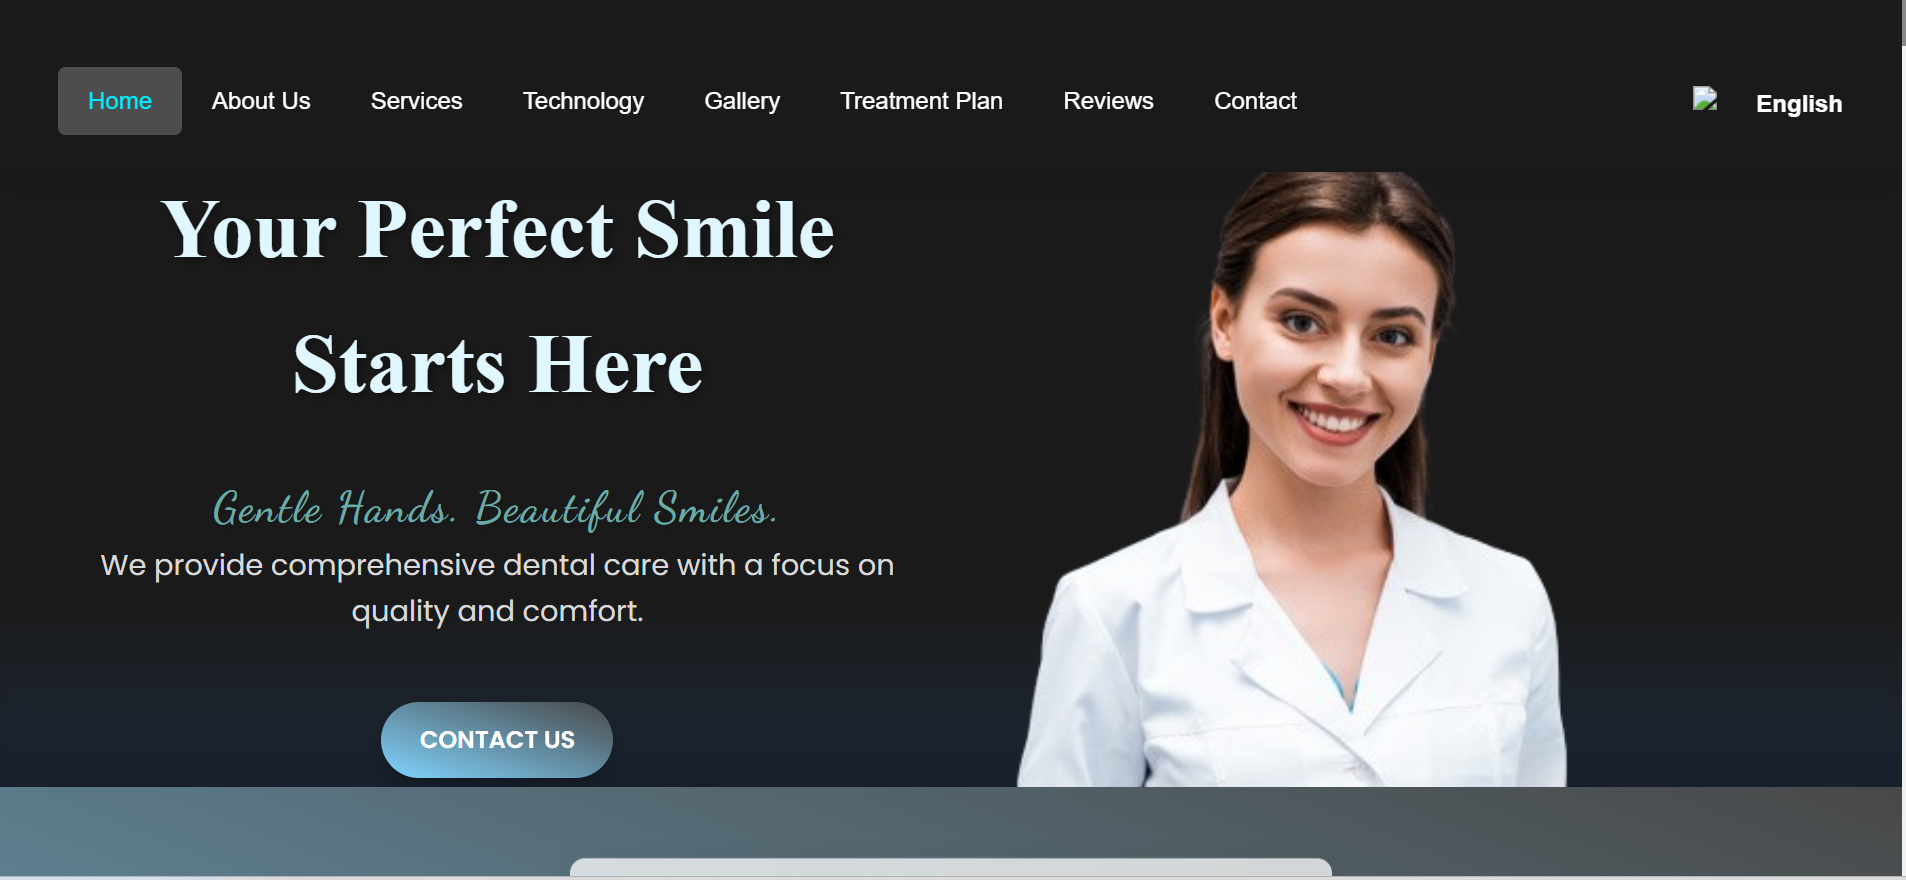 Home About Us Services Technology Gallery Treatment Plan Reviews Contact English
Your Perfect Smile
Starts Here
Gentle Hands. Beautiful Smiles.
We provide comprehensive dental care with a focus on
quality and comfort.
CONTACT US